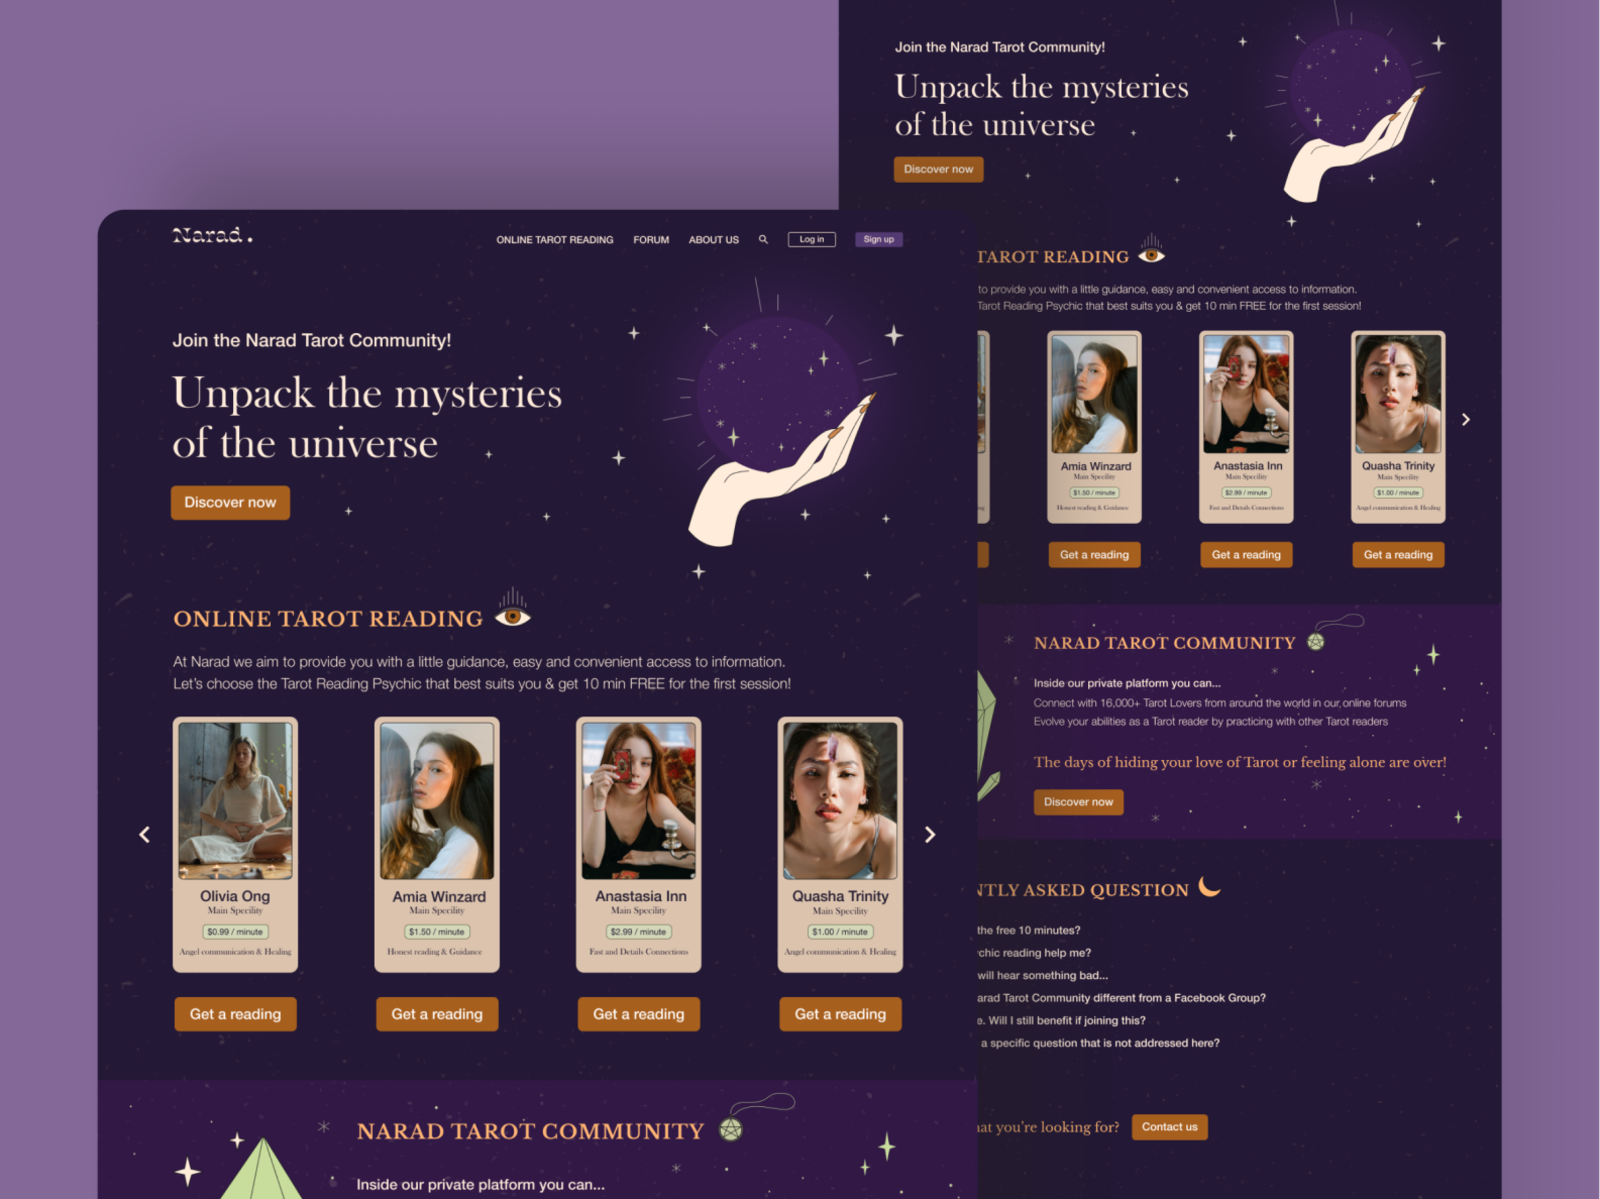 Narad.
ONLINE TAROT READING FORUM ABOUT US Log in Sign up
Join the Narad Tarot Community!
Unpack the mysteries
of the universe
Discover now
ONLINE TAROT READING
At Narad we aim to provide you with a little guidance, easy and convenient access to information.
Let's choose the Tarot Reading Psychic that best suits you & get 10 min FREE for the first session!
Olivia Ong
Main Specility
$0.99 / minute
Angel communication & Healing
Get a reading
Amia Winzard
Main Specility
$1.50 / minute
Honest reading & Guidance
Get a reading
Anastasia Inn
Main Specility
$2.99 / minute
Fast and Details Connections
Get a reading
Quasha Trinity
Main Specility
$1.00 / minute
Angel communication & Healing
Get a reading
NARAD TAROT COMMUNITY
Inside our private platform you can...
Join the Narad Tarot Community!
Unpack the mysteries
of the universe
Discover now
TAROT READING
to provide you with a little guidance, easy and convenient access to information.
Tarot Reading Psychic that best suits you & get 10 min FREE for the first session!
Amia Winzard
Main Specility
$1.50 / minute
Honest reading & Guidance
Get a reading
Anastasia Inn
Main Specility
$2.99 / minute
Fast and Details Connections
Get a reading
Quasha Trinity
Main Specility
$1.00 / minute
Angel communication & Healing
Get a reading
NARAD TAROT COMMUNITY
Inside our private platform you can...
Connect with 16,000+ Tarot Lovers from around the world in our online forums
Evolve your abilities as a Tarot reader by practicing with other Tarot readers
The days of hiding your love of Tarot or feeling alone are over!
Discover now
NTLY ASKED QUESTION
the free 10 minutes?
chic reading help me?
will hear something bad...
arad Tarot Community different from a Facebook Group?
e. Will I still benefit if joining this?
a specific question that is not addressed here?
at you're looking for?
Contact us